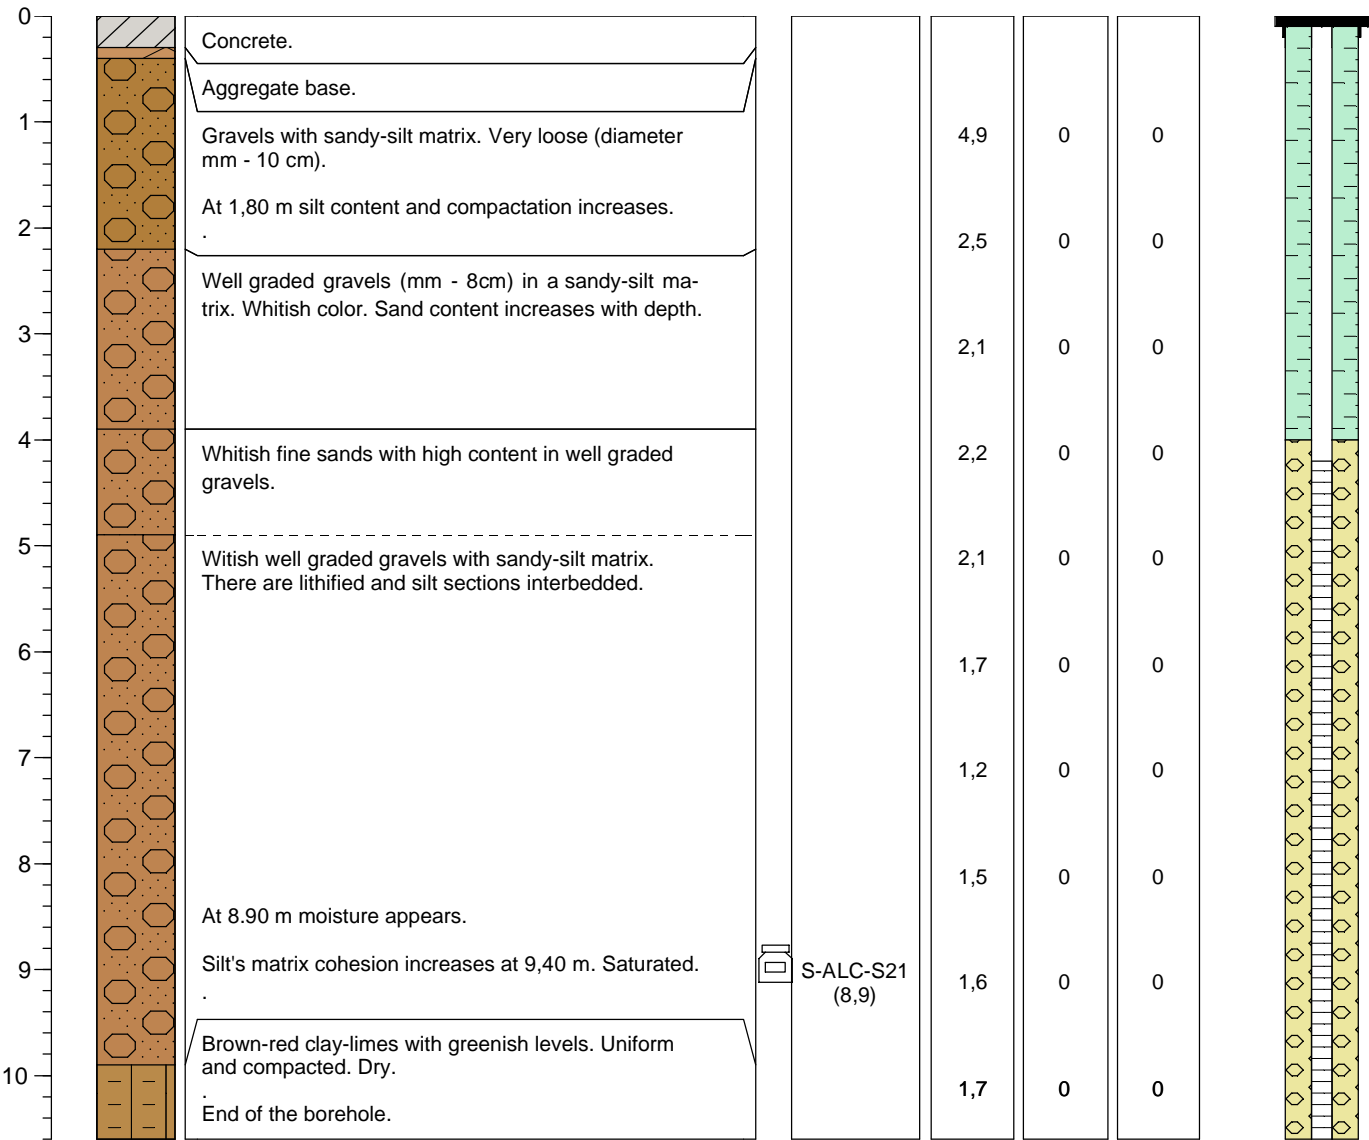 0
Concrete.
Aggregate base.
1
Gravels with sandy-silt matrix. Very loose (diameter
mm - 10 cm).
4,9 0 0
At 1,80 m silt content and compactation increases.
.
2
2,5 0 0
Well graded gravels (mm - 8cm) in a sandy-silt ma-
trix. Whitish color. Sand content increases with depth.
3
2,1 0 0
4
Whitish fine sands with high content in well graded
gravels.
2,2 0 0
5
Witish well graded gravels with sandy-silt matrix.
There are lithified and silt sections interbedded.
2,1 0 0
6
1,7 0 0
7
1,2 0 0
8
1,5 0 0
At 8.90 m moisture appears.
9
Silt's matrix cohesion increases at 9,40 m. Saturated.
.
S-ALC-S21
(8,9)
1,6 0 0
Brown-red clay-limes with greenish levels. Uniform
and compacted. Dry.
.
10
1,7 0 0
End of the borehole.